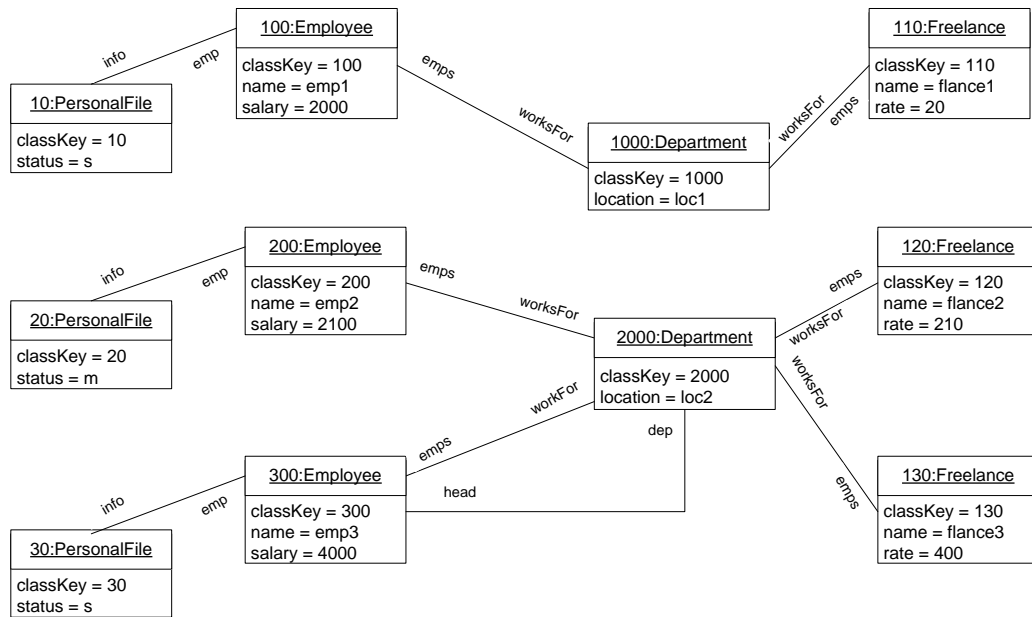 100:Employee
classKey = 100
name = emp1
salary = 2000
110:Freelance
classKey = 110
name = flance1
rate = 20
info
emp
emps
worksFor
worksFor
emps
10:PersonalFile
classKey = 10
status = s
1000:Department
classKey = 1000
location = loc1
200:Employee
classKey = 200
name = emp2
salary = 2100
120:Freelance
classKey = 120
name = flance2
rate = 210
info
emp
emps
worksFor
emps
worksFor
20:PersonalFile
classKey = 20
status = m
2000:Department
classKey = 2000
location = loc2
workFor
emps
worksFor
emps
dep
head
300:Employee
classKey = 300
name = emp3
salary = 4000
130:Freelance
classKey = 130
name = flance3
rate = 400
info
emp
30:PersonalFile
classKey = 30
status = s